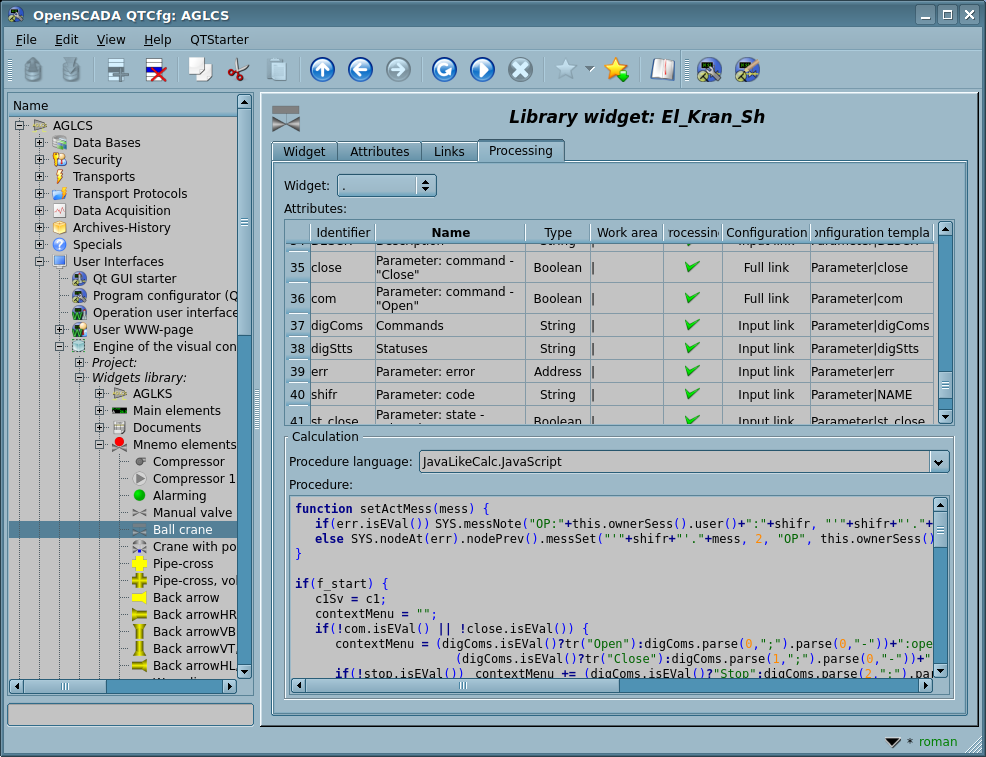 OpenSCADA QTCfg: AGLCS
File Edit View Help QTStarter
Name
AGLCS
Data Bases
Security
Transports
Transport Protocols
Data Acquisition
Archives-History
Specials
User Interfaces
Qt GUI starter
Program configurator (Q
Operation user interface
User WWW-page
Engine of the visual con
Project:
Widgets library:
AGLKS
Main elements
Documents
Mnemo elements
Compressor
Compressor 1
Alarming
Manual valve
Ball crane
Crane with po
Pipe-cross
Pipe-cross, vol
Back arrow
Back arrowHR
Back arrowVB
Back arrowVT,
Back arrowHL,
Library widget: El_Kran_Sh
Widget Attributes Links Processing
Widget: .
Attributes:
Identifier Name Type Work area rocessin Configuration onfiguration templa
35 close Parameter: command - "Close" Boolean | Full link Parameter|close
36 com Parameter: command - "Open" Boolean | Full link Parameter|com
37 digComs Commands String | Input link Parameter|digComs
38 digStts Statuses String | Input link Parameter|digStts
39 err Parameter: error Address | Input link Parameter|err
40 shifr Parameter: code String | Input link Parameter|NAME
41 st_close Parameter: state - Boolean | Input link Parameter|st_close
Calculation
Procedure language: JavaLikeCalc.JavaScript
Procedure:
function setActMess(mess) {
if(err.isEVal()) SYS.messNote("OP:"+this.ownerSess().user()+":"+shifr, "'"+shifr+"'."+
else SYS.nodeAt(err).nodePrev().messSet("'"+shifr+"'."+mess, 2, "OP", this.ownerSess()
}
if(f_start) {
c1Sv = c1;
contextMenu = "";
if(!com.isEVal() || !close.isEVal()) {
contextMenu = (digComs.isEVal()?tr("Open"):digComs.parse(0,";").parse(0,"-"))+":ope
(digComs.isEVal()?tr("Close"):digComs.parse(1,";").parse(0,"-"))+"
if(!stop.isEVal()) contextMenu += (digComs.isEVal()?"Stop":digComs.parse(2,";").par
* roman